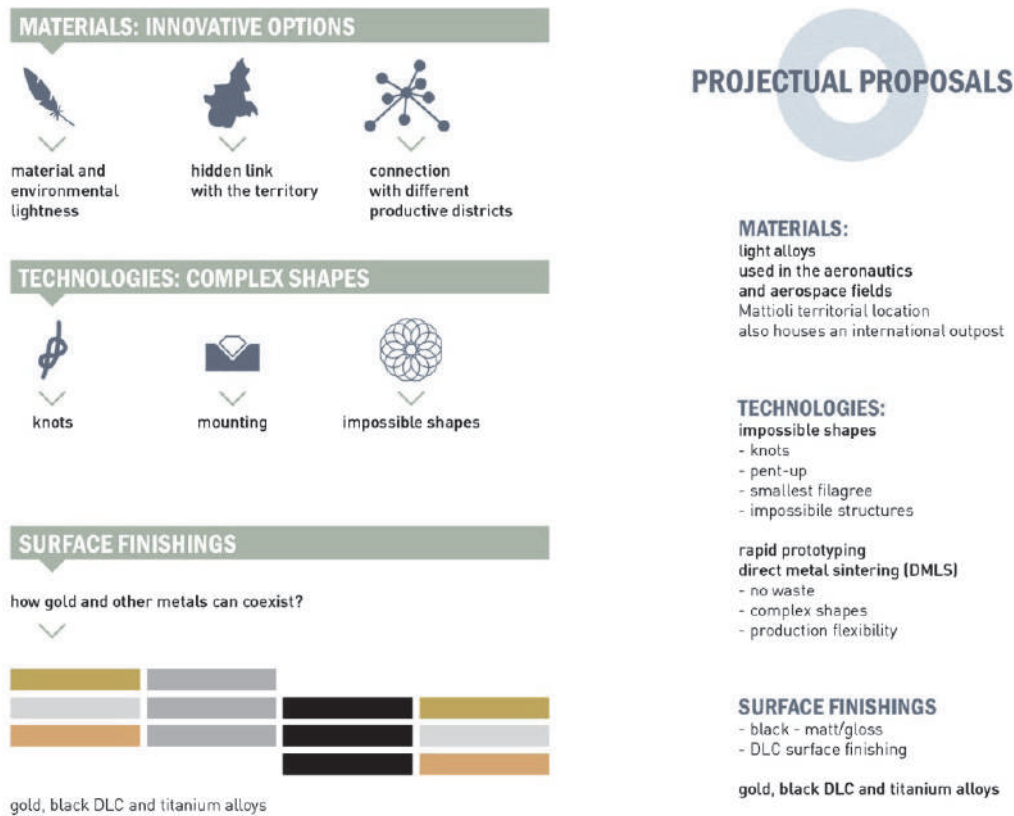 MATERIALS: INNOVATIVE OPTIONS
material and
environmental
lightness
hidden link
with the territory
connection
with different
productive districts
TECHNOLOGIES: COMPLEX SHAPES
knots
mounting
impossible shapes
SURFACE FINISHINGS
how gold and other metals can coexist?
gold, black DLC and titanium alloys
PROJECTUAL PROPOSALS
MATERIALS:
light alloys
used in the aeronautics
and aerospace fields
Mattioli territorial location
also houses an international outpost
TECHNOLOGIES:
impossible shapes
- knots
- pent-up
- smallest filagree
- impossibile structures
rapid prototyping
direct metal sintering (DMLS)
- no waste
- complex shapes
- production flexibility
SURFACE FINISHINGS
- black - matt/gloss
- DLC surface finishing
gold, black DLC and titanium alloys